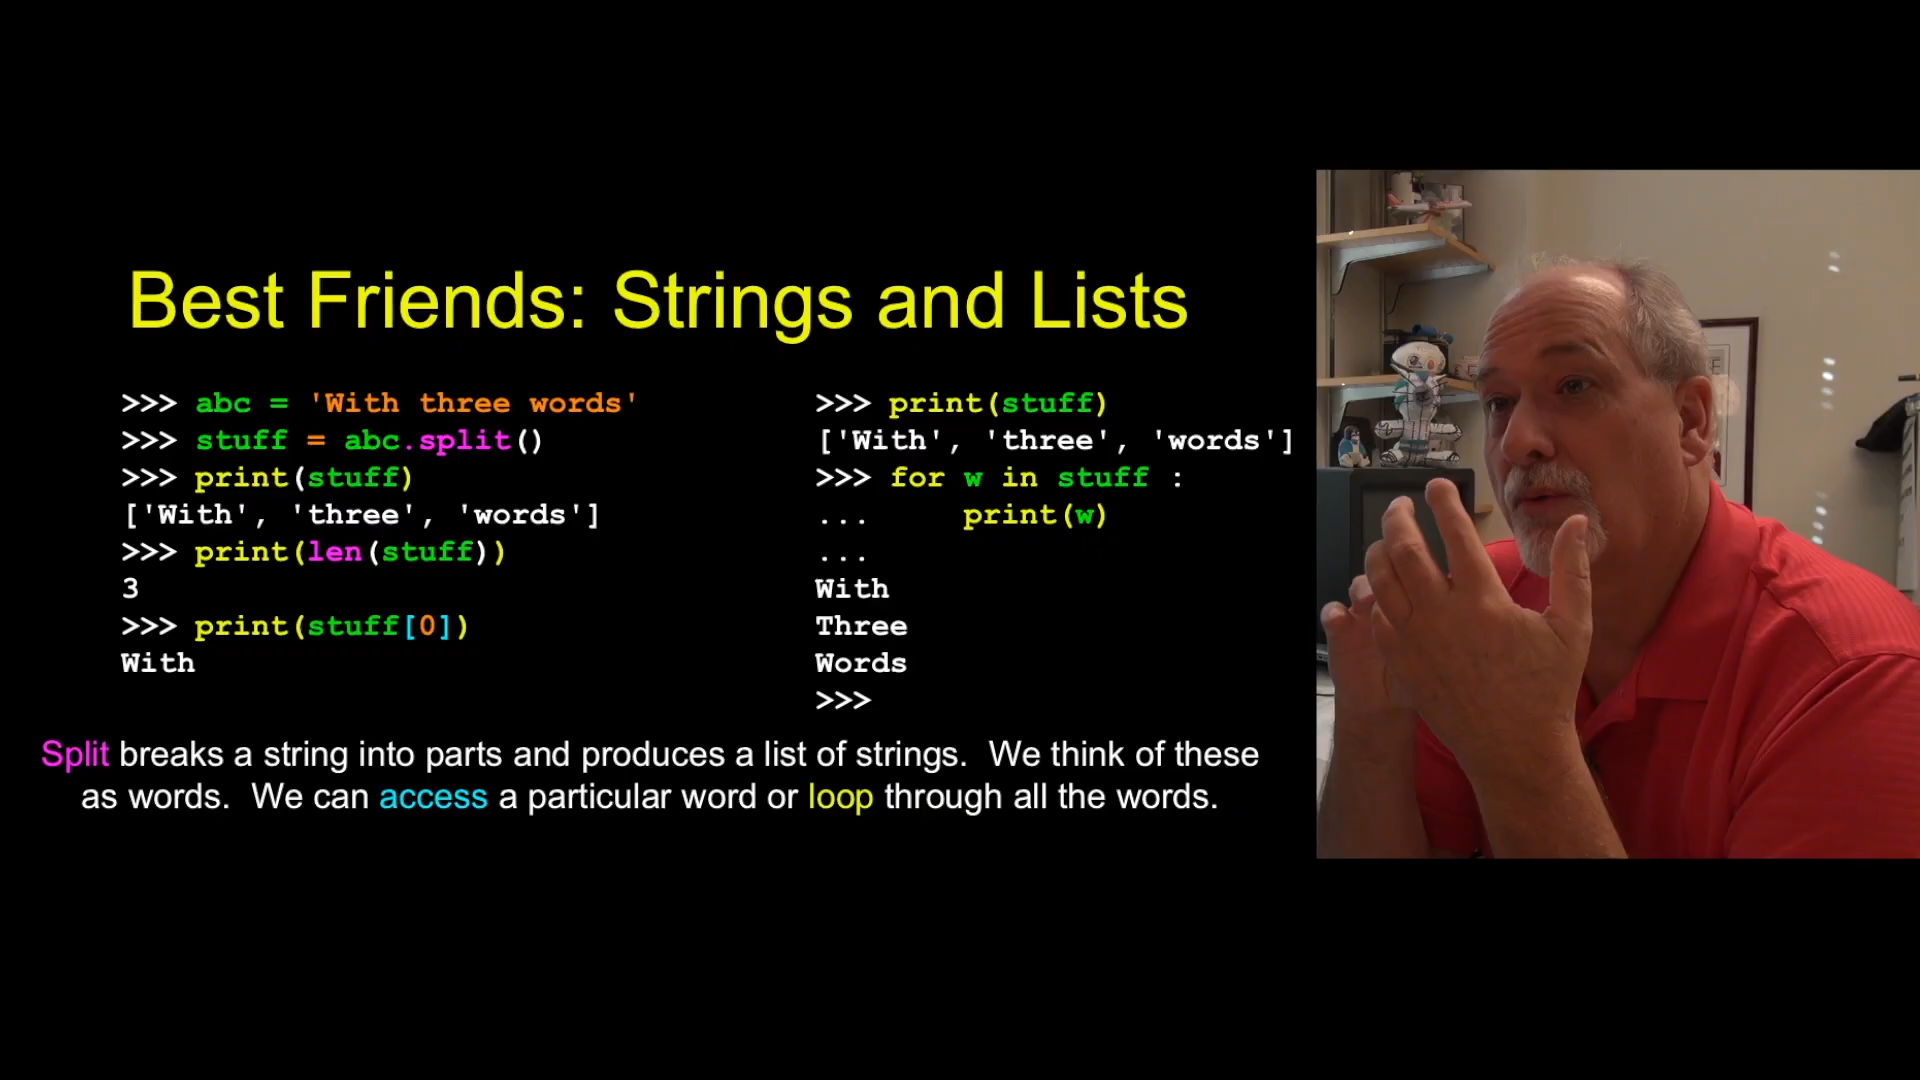 Best Friends: Strings and Lists
>>> abc = 'With three words'
>>> stuff = abc.split()
>>> print(stuff)
['With', 'three', 'words']
>>> print(len(stuff))
3
>>> print(stuff[0])
With
>>> print(stuff)
['With', 'three', 'words']
>>> for w in stuff :
...     print(w)
...
With
Three
Words
>>>
Split breaks a string into parts and produces a list of strings.  We think of these
as words.  We can access a particular word or loop through all the words.